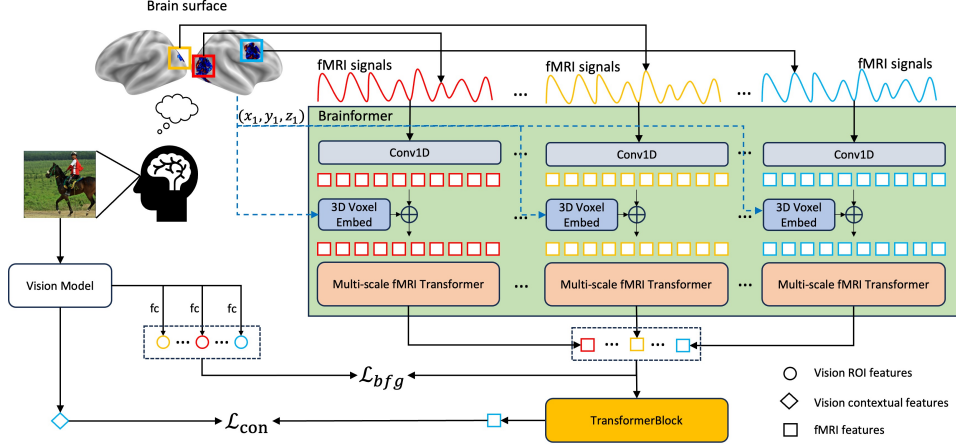 Brain surface
fMRI signals
fMRI signals
fMRI signals
...
...
(x₁, y₁, z₁)
Brainformer
Conv1D
...
Conv1D
...
Conv1D
3D Voxel
Embed
...
3D Voxel
Embed
...
3D Voxel
Embed
Multi-scale fMRI Transformer
...
Multi-scale fMRI Transformer
...
Multi-scale fMRI Transformer
Vision Model
fc
fc
fc
...
...
...
...
ℒ_bfg
ℒ_con
TransformerBlock
Vision ROI features
Vision contextual features
fMRI features